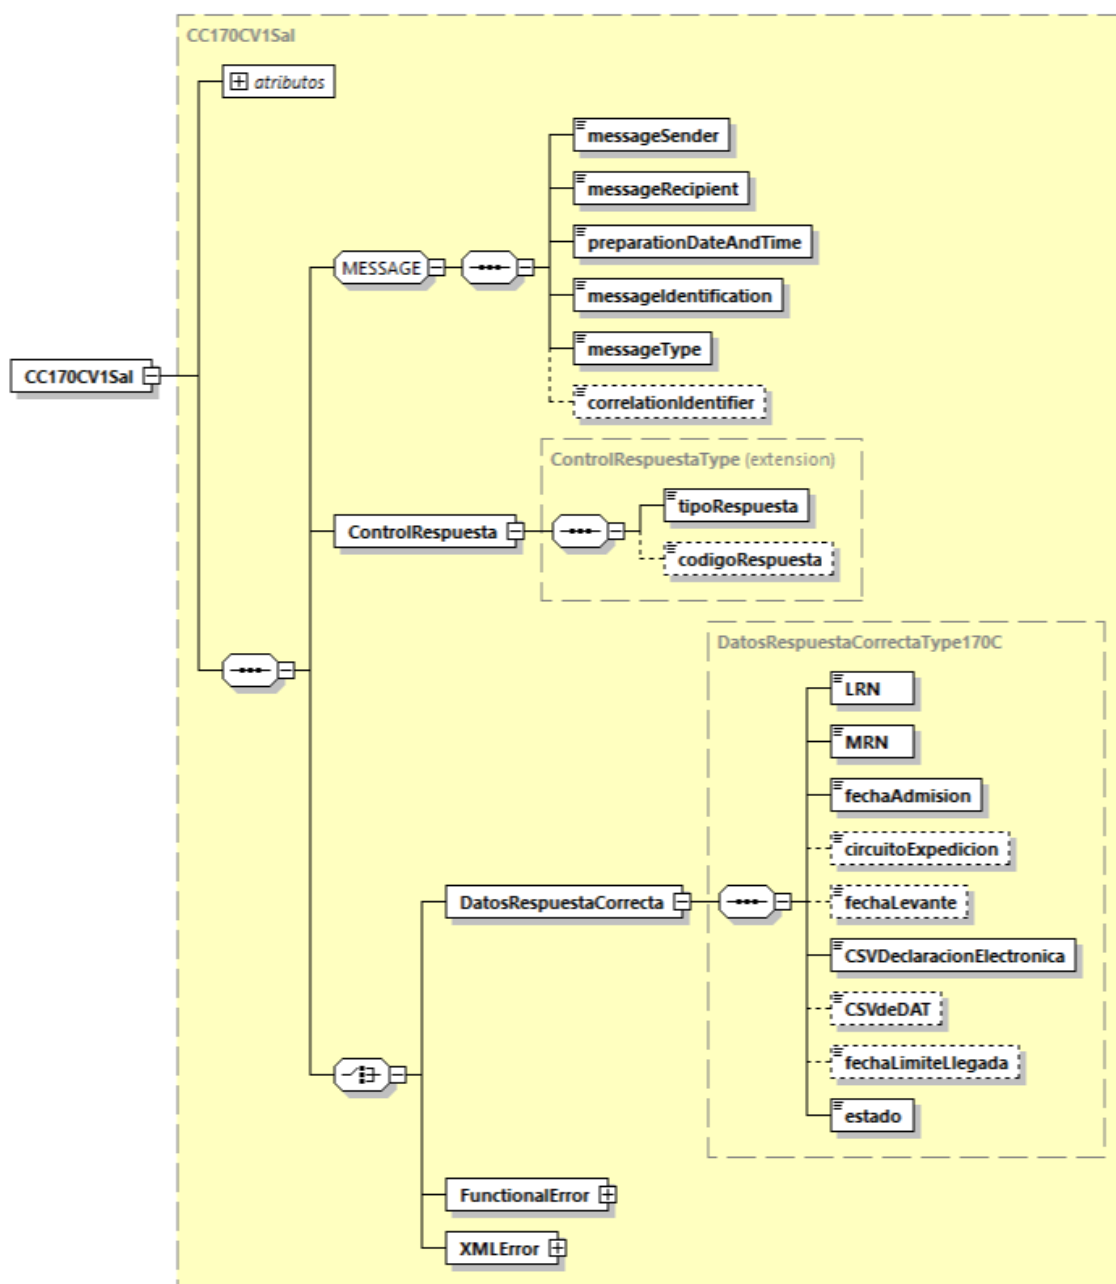 CC170CV1Sal
atributos
messageSender
messageRecipient
preparationDateAndTime
MESSAGE
messageIdentification
messageType
CC170CV1Sal
correlationIdentifier
ControlRespuestaType (extension)
tipoRespuesta
ControlRespuesta
codigoRespuesta
DatosRespuestaCorrectaType170C
LRN
MRN
fechaAdmision
circuitoExpedicion
DatosRespuestaCorrecta
fechaLevante
CSVDeclaracionElectronica
CSVdeDAT
fechaLimiteLlegada
estado
FunctionalError
XMLError